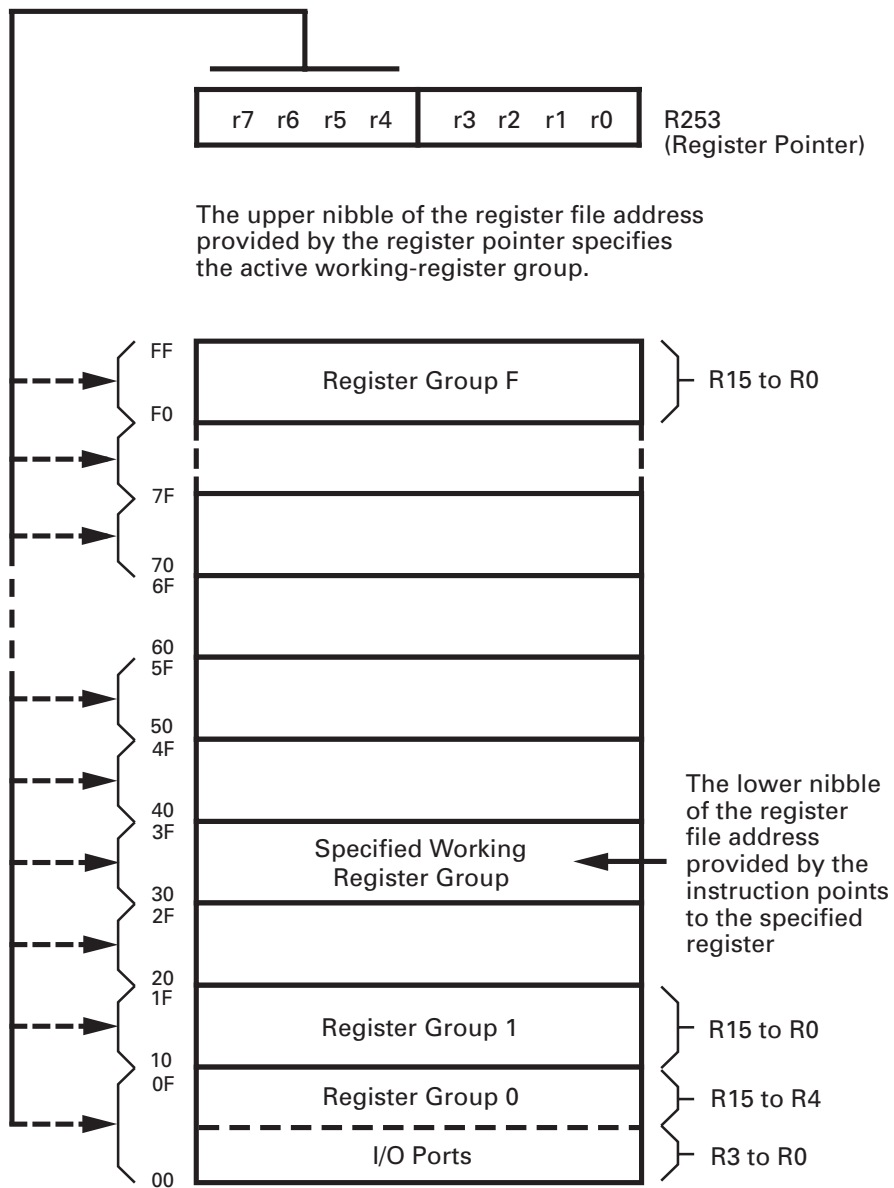 r7 r6 r5 r4 r3 r2 r1 r0
R253
(Register Pointer)
The upper nibble of the register file address
provided by the register pointer specifies
the active working-register group.
FF
Register Group F
R15 to R0
F0
7F
70
6F
60
5F
50
4F
40
3F
Specified Working
Register Group
The lower nibble
of the register
file address
provided by the
instruction points
to the specified
register
30
2F
20
1F
Register Group 1
R15 to R0
10
0F
Register Group 0
R15 to R4
I/O Ports
R3 to R0
00